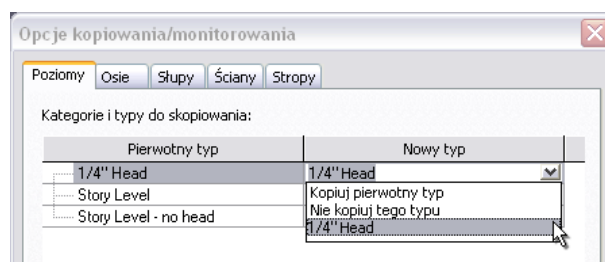 Opcje kopiowania/monitorowania
Poziomy Osie Słupy Ściany Stropy
Kategorie i typy do skopiowania:
Pierwotny typ Nowy typ
1/4" Head 1/4" Head
Story Level Kopiuj pierwotny typ
Nie kopiuj tego typu
Story Level - no head 1/4" Head